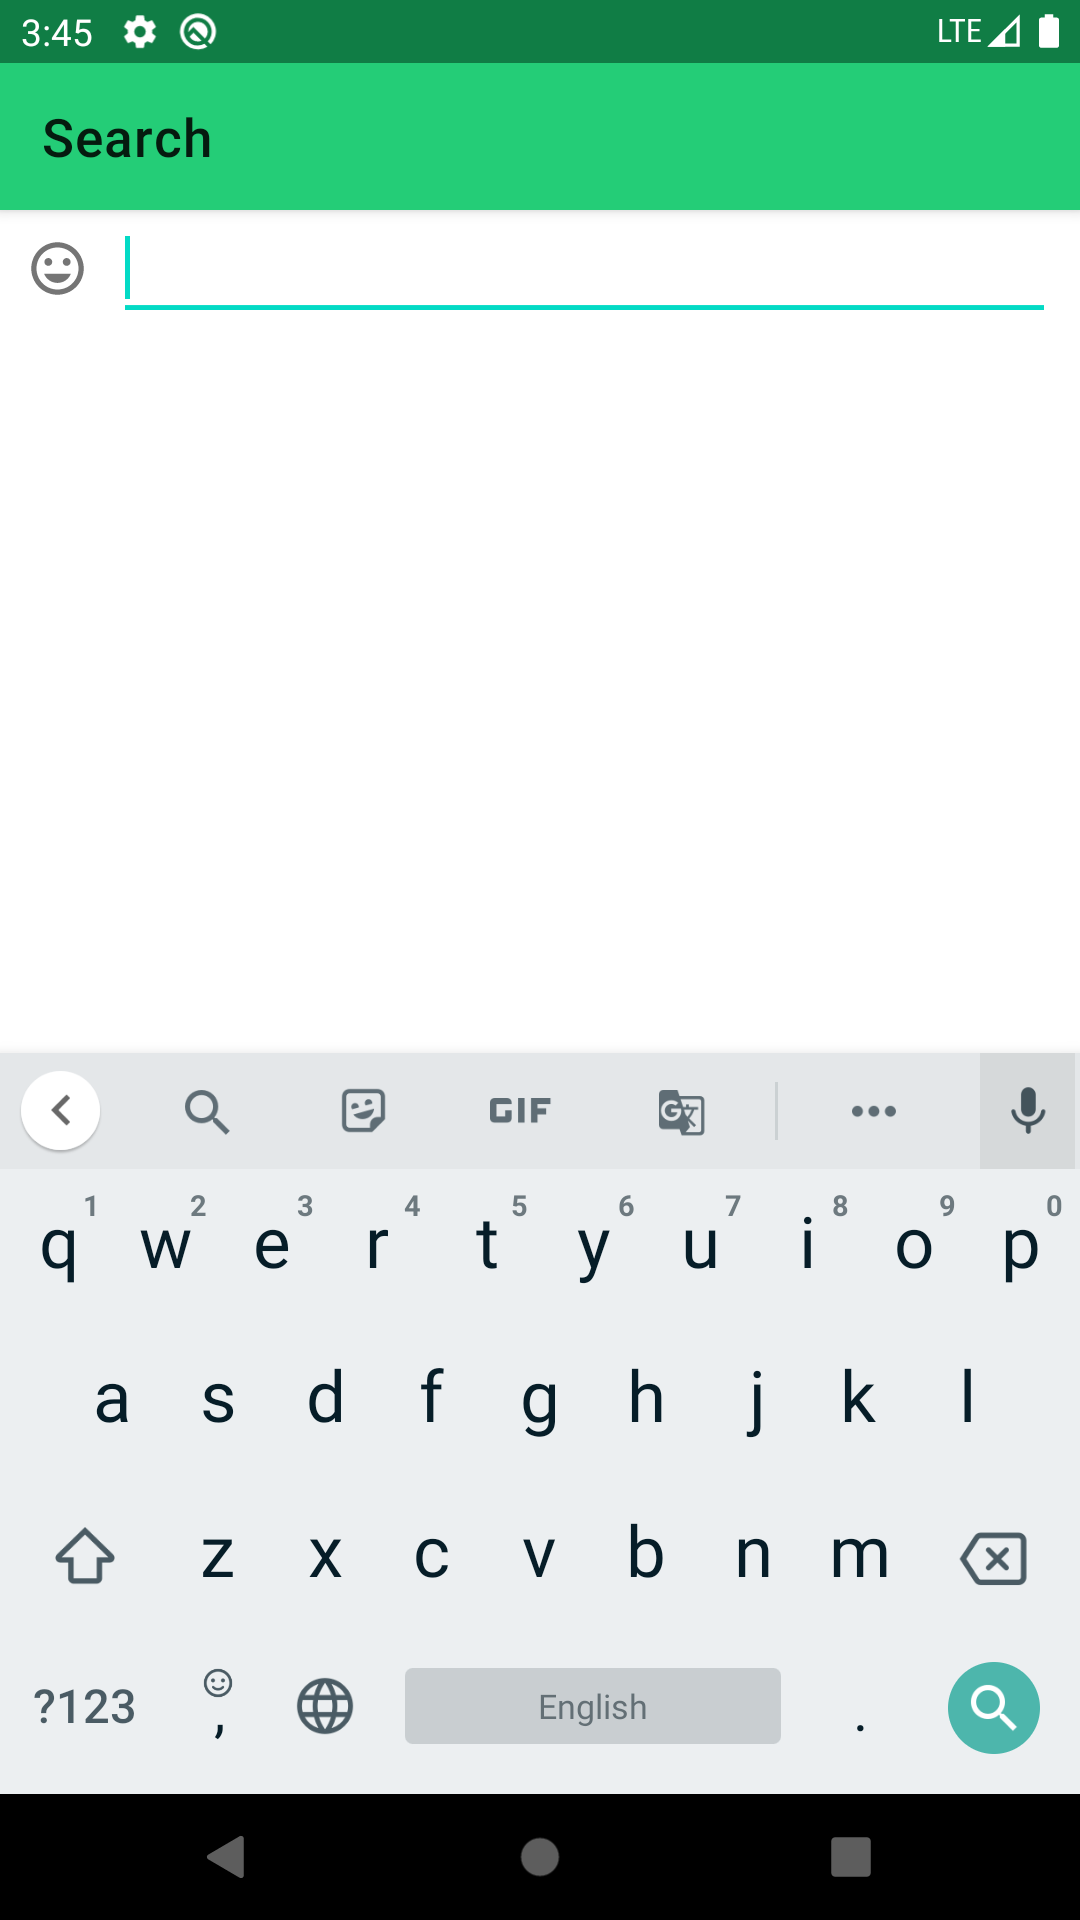 3:45 LTE
Search
GIF
1 2 3 4 5 6 7 8 9 0
q w e r t y u i o p
a s d f g h j k l
z x c v b n m
?123 , English .